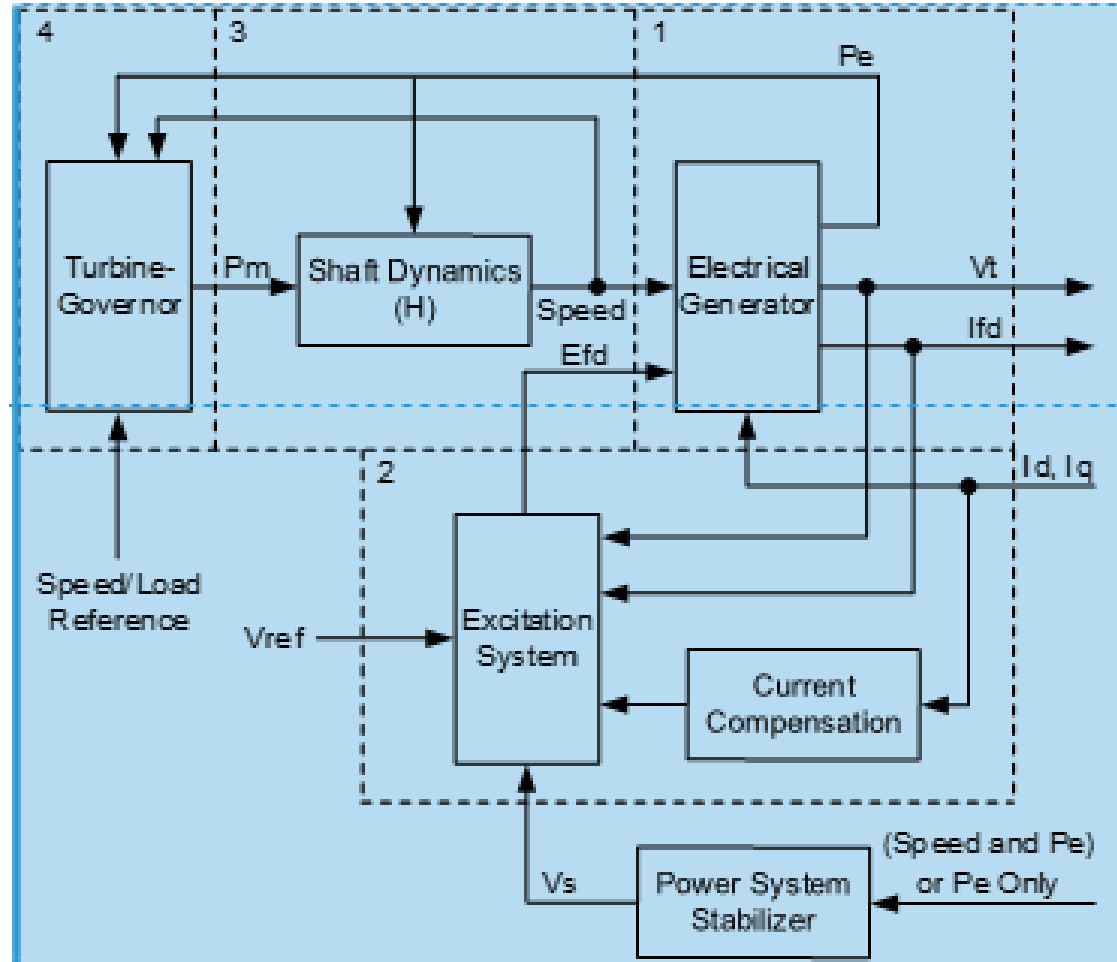 4
3
1
Pe
Turbine-
Governor
Pm
Shaft Dynamics
(H)
Speed
Electrical
Generator
Vt
Ifd
Efd
2
Id, Iq
Speed/Load
Reference
Vref
Excitation
System
Current
Compensation
Vs
Power System
Stabilizer
(Speed and Pe)
or Pe Only